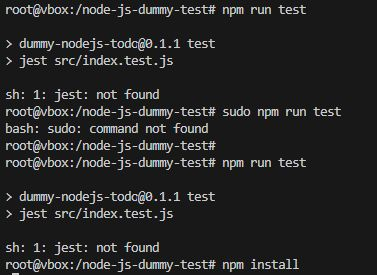 root@vbox:/node-js-dummy-test# npm run test
> dummy-nodejs-todo@0.1.1 test
> jest src/index.test.js
sh: 1: jest: not found
root@vbox:/node-js-dummy-test# sudo npm run test
bash: sudo: command not found
root@vbox:/node-js-dummy-test#
root@vbox:/node-js-dummy-test# npm run test
> dummy-nodejs-todo@0.1.1 test
> jest src/index.test.js
sh: 1: jest: not found
root@vbox:/node-js-dummy-test# npm install